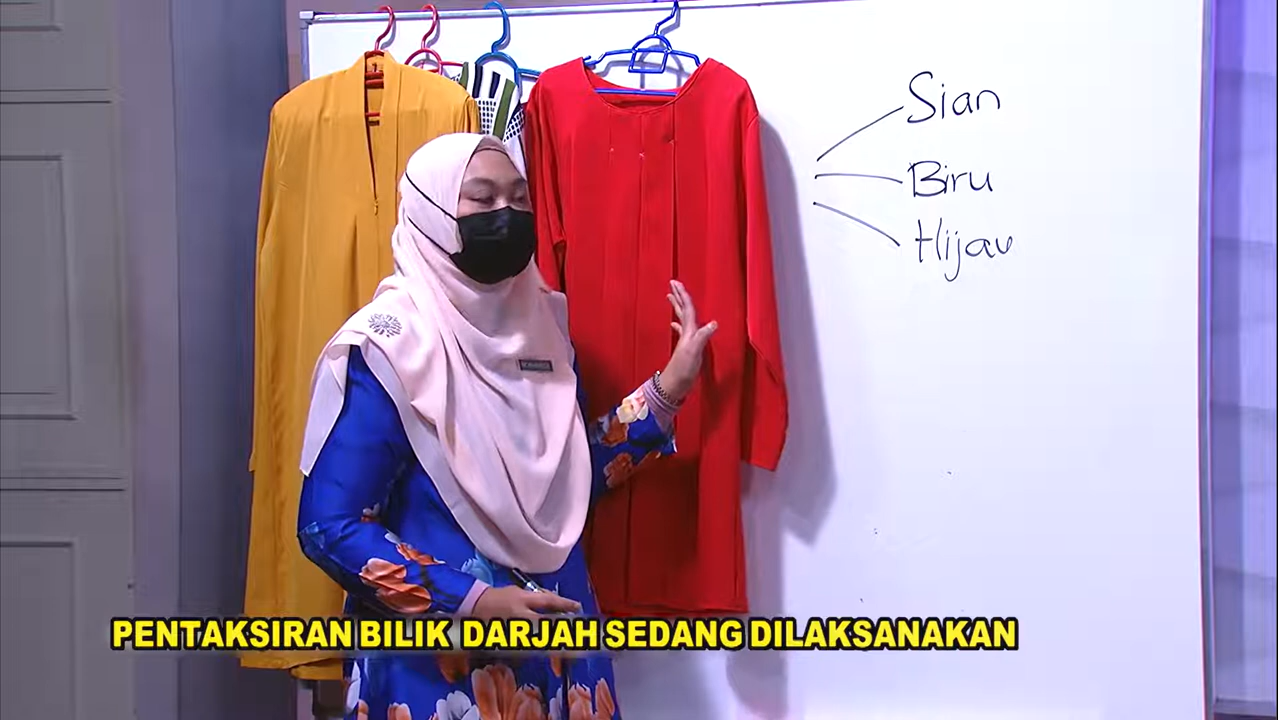 Sian
Biru
Hijau
PENTAKSIRAN BILIK DARJAH SEDANG DILAKSANAKAN